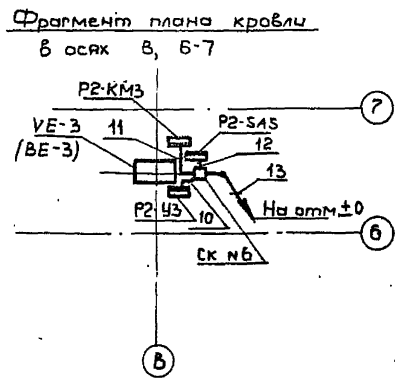 Фрагмент плана кровли
в осях В, 6-7
Р2-КМ3
7
VE-3
11
Р2-SAS
(ВЕ-3)
12
13
Р2-У3
10
На отм ±0
6
СК №6
В